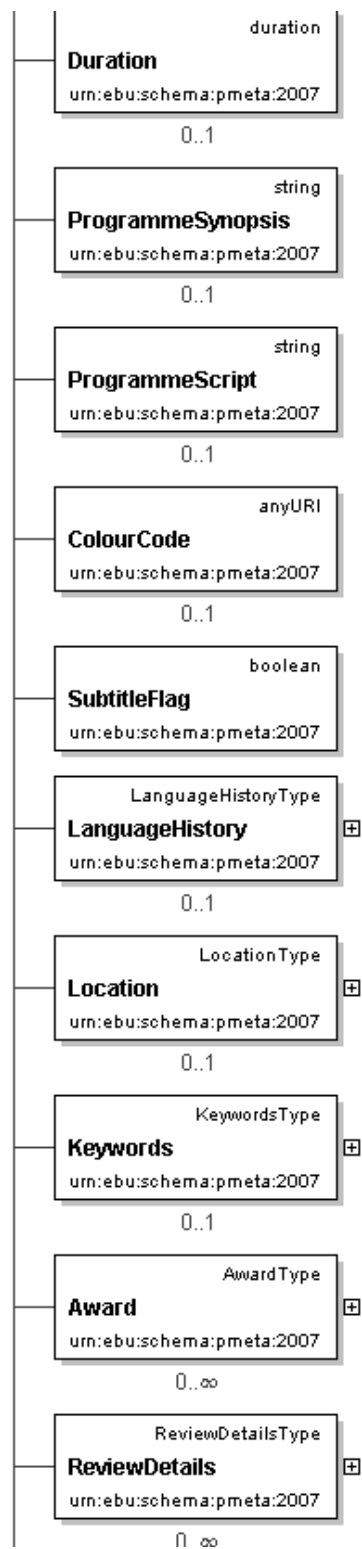 duration
Duration
urn:ebu:schema:pmeta:2007
0..1
string
ProgrammeSynopsis
urn:ebu:schema:pmeta:2007
0..1
string
ProgrammeScript
urn:ebu:schema:pmeta:2007
0..1
anyURI
ColourCode
urn:ebu:schema:pmeta:2007
0..1
boolean
SubtitleFlag
urn:ebu:schema:pmeta:2007
LanguageHistoryType
LanguageHistory
urn:ebu:schema:pmeta:2007
0..1
LocationType
Location
urn:ebu:schema:pmeta:2007
0..1
KeywordsType
Keywords
urn:ebu:schema:pmeta:2007
0..1
AwardType
Award
urn:ebu:schema:pmeta:2007
0..∞
ReviewDetailsType
ReviewDetails
urn:ebu:schema:pmeta:2007
0..∞